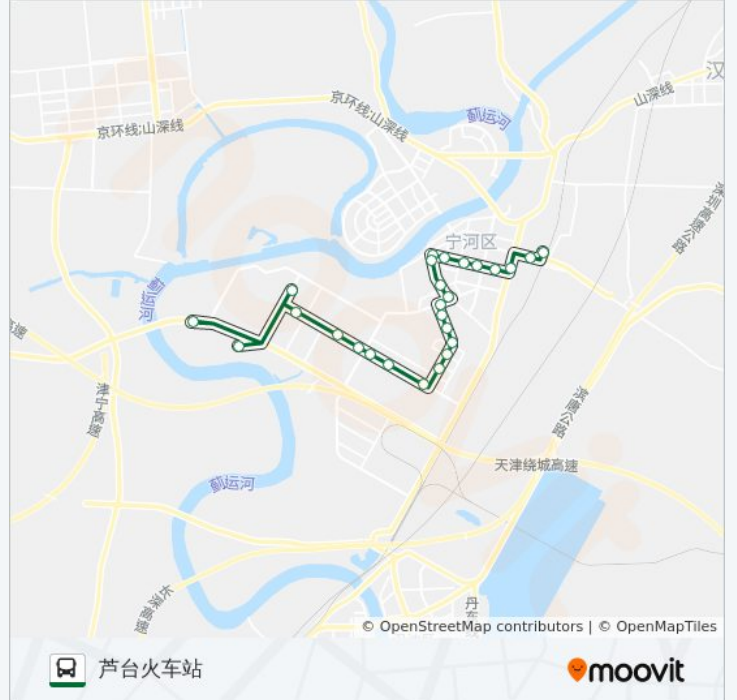 汉
京环线;山深线
京环线;山深线
蓟运河
山深线
深圳高速公路
宁河区
蓟运河
高速
津宁高速
滨唐公路
天津绕城高速
蓟运河
长深高速
丹东
© OpenStreetMap contributors | © OpenMapTiles
芦台火车站
moovit